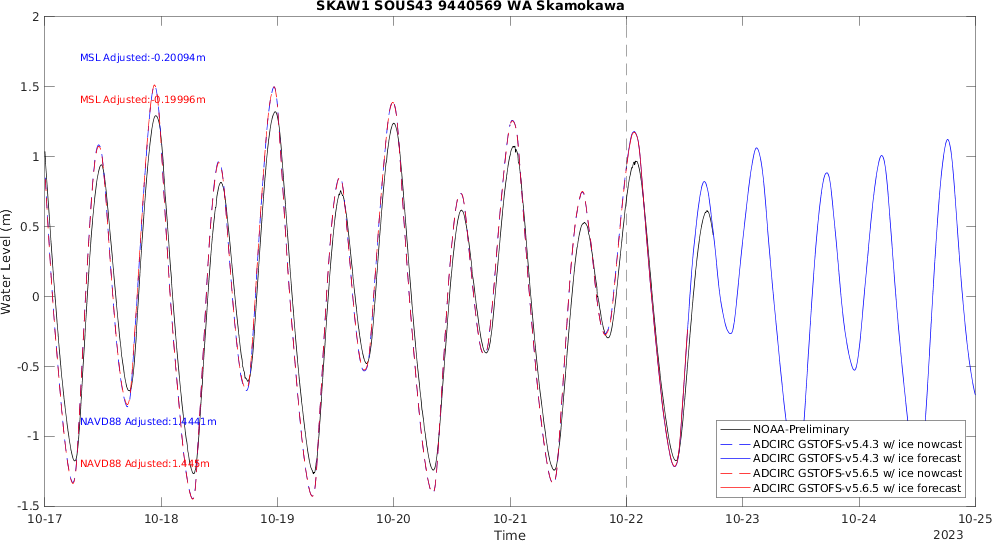 SKAW1 SOUS43 9440569 WA Skamokawa
2
1.5
1
0.5
0
-0.5
-1
-1.5
Water Level (m)
MSL Adjusted:-0.20094m
MSL Adjusted:-0.19996m
NAVD88 Adjusted:1.4441m
NAVD88 Adjusted:1.445m
NOAA-Preliminary
ADCIRC GSTOFS-v5.4.3 w/ ice nowcast
ADCIRC GSTOFS-v5.4.3 w/ ice forecast
ADCIRC GSTOFS-v5.6.5 w/ ice nowcast
ADCIRC GSTOFS-v5.6.5 w/ ice forecast
10-17 10-18 10-19 10-20 10-21 10-22 10-23 10-24 10-25
Time
2023